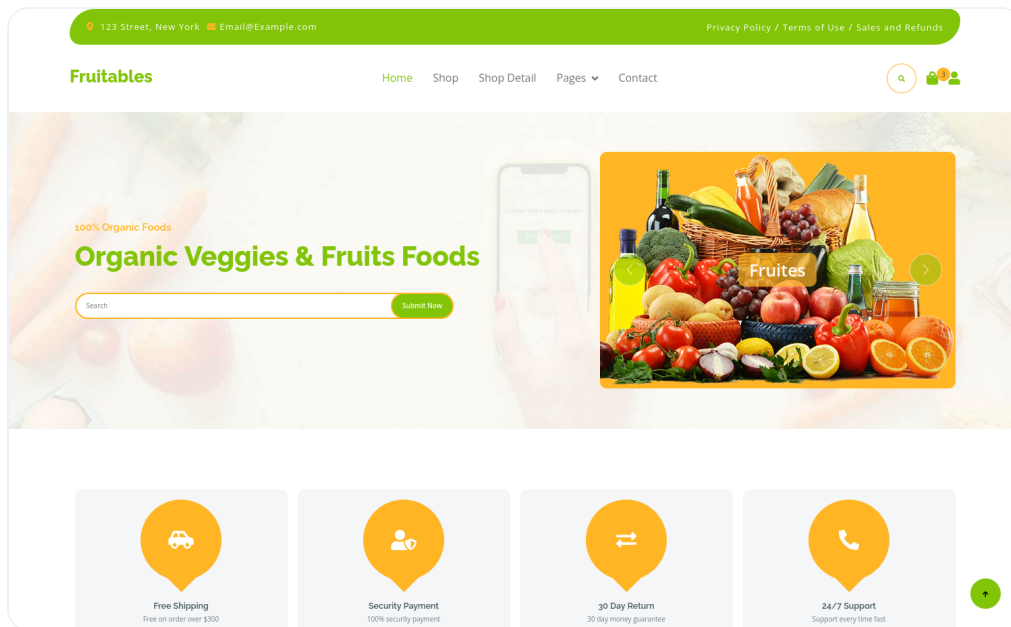 123 Street, New York Email@Example.com Privacy Policy / Terms of Use / Sales and Refunds
Fruitables Home Shop Shop Detail Pages Contact 3
100% Organic Foods
Organic Veggies & Fruits Foods
Search Submit Now
Fruites
Free Shipping
Free on order over $300
Security Payment
100% security payment
30 Day Return
30 day money guarantee
24/7 Support
Support every time fast